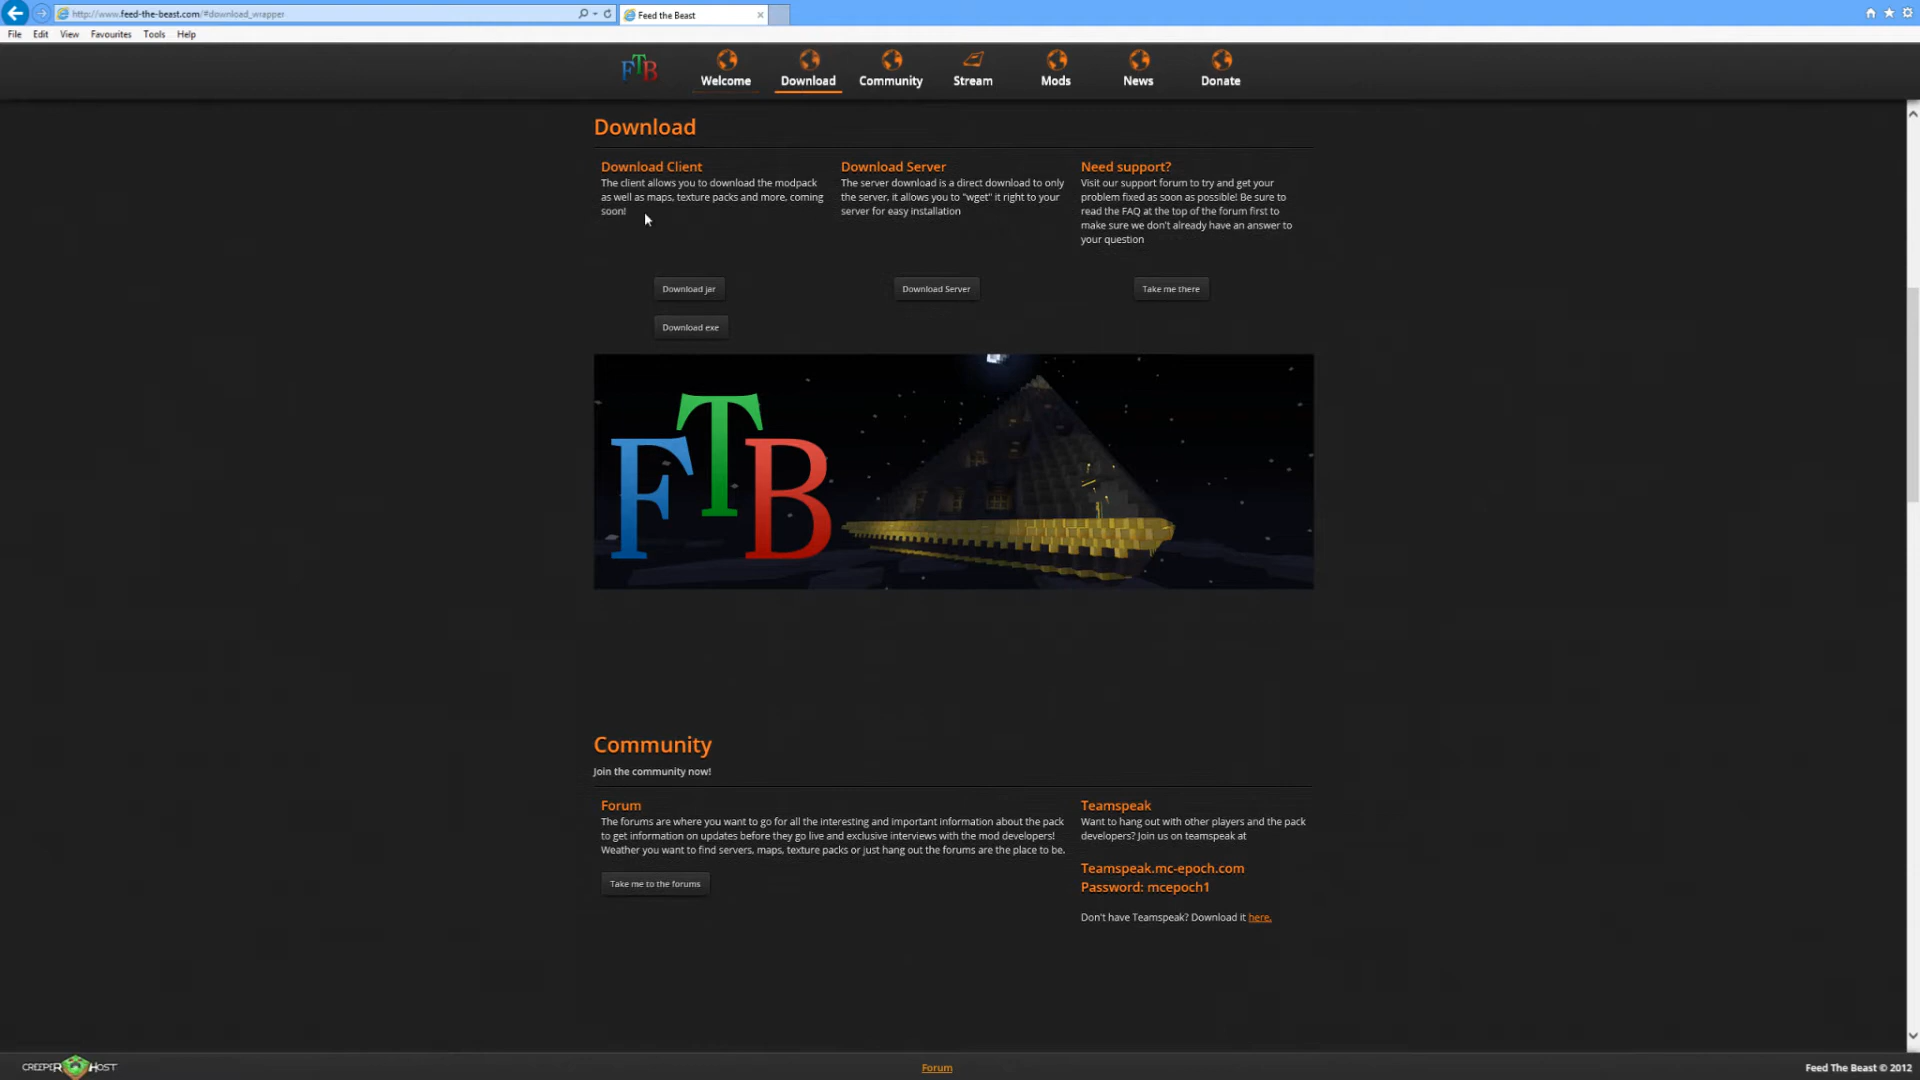 http://www.feed-the-beast.com/#download_wrapper
Feed the Beast
File Edit View Favourites Tools Help
FTB
Welcome Download Community Stream Mods News Donate
Download
Download Client
The client allows you to download the modpack
as well as maps, texture packs and more, coming
soon!
Download jar
Download exe
Download Server
The server download is a direct download to only
the server, it allows you to "wget" it right to your
server for easy installation
Download Server
Need support?
Visit our support forum to try and get your
problem fixed as soon as possible! Be sure to
read the FAQ at the top of the forum first to
make sure we don't already have an answer to
your question
Take me there
FTB
Community
Join the community now!
Forum
The forums are where you want to go for all the interesting and important information about the pack
to get information on updates before they go live and exclusive interviews with the mod developers!
Weather you want to find servers, maps, texture packs or just hang out the forums are the place to be.
Take me to the forums
Teamspeak
Want to hang out with other players and the pack
developers? Join us on teamspeak at
Teamspeak.mc-epoch.com
Password: mcepoch1
Don't have Teamspeak? Download it here.
CREEPER HOST
Forum
Feed The Beast © 2012